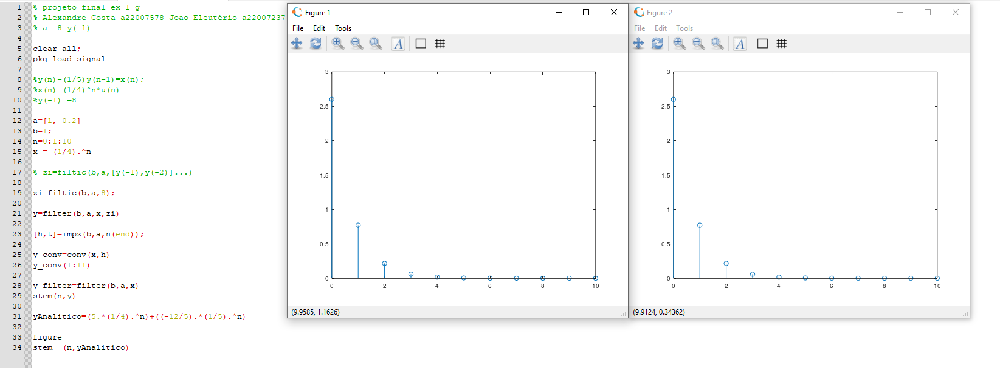 1 % projeto final ex 1 g
2 % Alexandre Costa a22007578 Joao Eleutério a22007237
3 % a =8=y(-1)
4
5 clear all;
6 pkg load signal
7
8 %y(n)-(1/5)y(n-1)=x(n);
9 %x(n)=(1/4)^n*u(n)
10 %y(-1) =8
11
12 a=[1,-0.2]
13 b=1;
14 n=0:1:10
15 x = (1/4).^n
16
17 % zi=filtic(b,a,[y(-1),y(-2)]...)
18
19 zi=filtic(b,a,8);
20
21 y=filter(b,a,x,zi)
22
23 [h,t]=impz(b,a,n(end));
24
25 y_conv=conv(x,h)
26 y_conv(1:11)
27
28 y_filter=filter(b,a,x)
29 stem(n,y)
30
31 yAnalitico=(5.*(1/4).^n)+((-12/5).*(1/5).^n)
32
33 figure
34 stem  (n,yAnalitico)
Figure 1
File Edit Tools
A
3
2.5
2
1.5
1
0.5
0
0 2 4 6 8 10
(9.9585, 1.1626)
Figure 2
File Edit Tools
A
3
2.5
2
1.5
1
0.5
0
0 2 4 6 8 10
(9.9124, 0.34362)